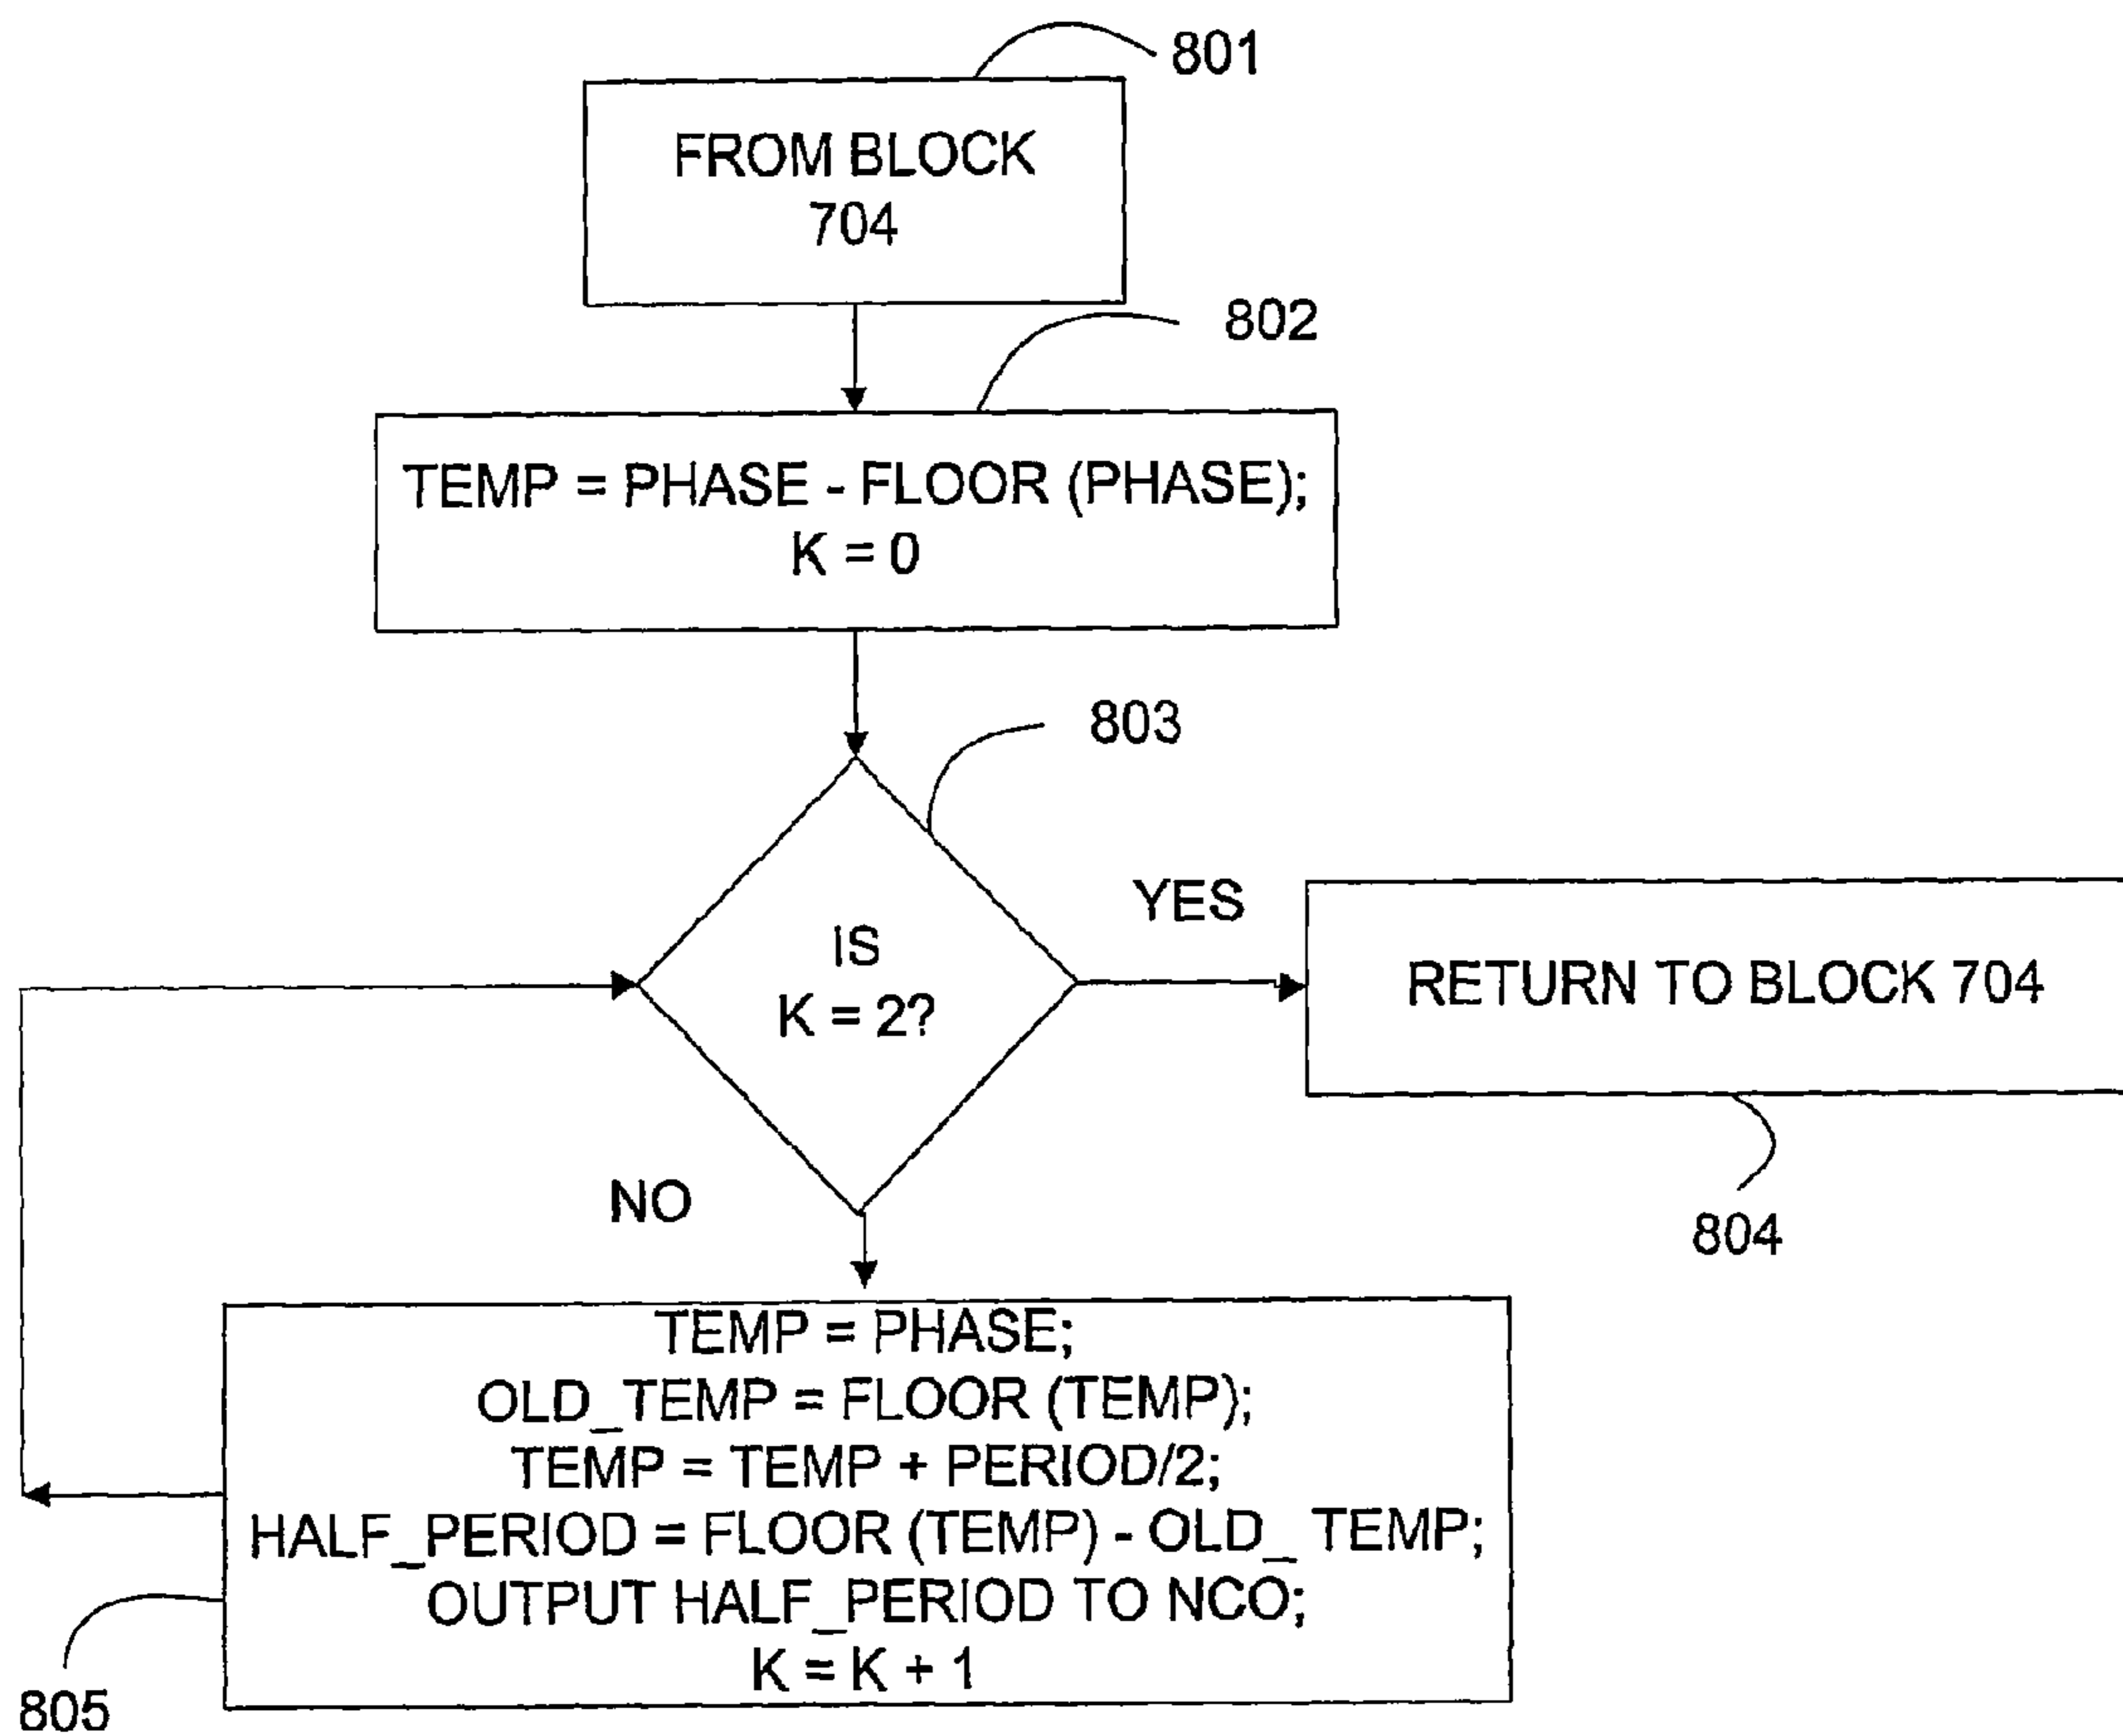 801
FROM BLOCK
704
802
TEMP = PHASE - FLOOR (PHASE);
K = 0
803
IS
K = 2?
YES
RETURN TO BLOCK 704
804
NO
TEMP = PHASE;
OLD_TEMP = FLOOR (TEMP);
TEMP = TEMP + PERIOD/2;
HALF_PERIOD = FLOOR (TEMP) - OLD_ TEMP;
OUTPUT HALF_PERIOD TO NCO;
K = K + 1
805